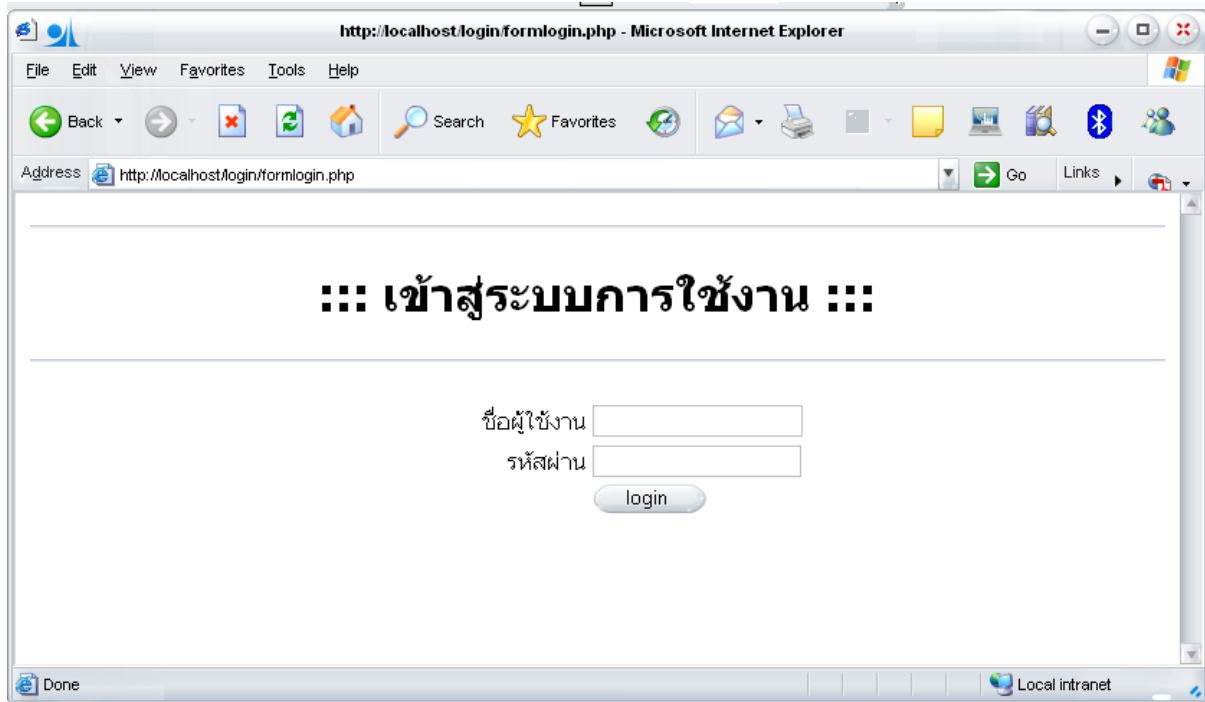 http://localhost/login/formlogin.php - Microsoft Internet Explorer
File Edit View Favorites Tools Help
Back Search Favorites
Address http://localhost/login/formlogin.php Go Links
::: เข้าสู่ระบบการใช้งาน :::
ชื่อผู้ใช้งาน
รหัสผ่าน
login
Done Local intranet